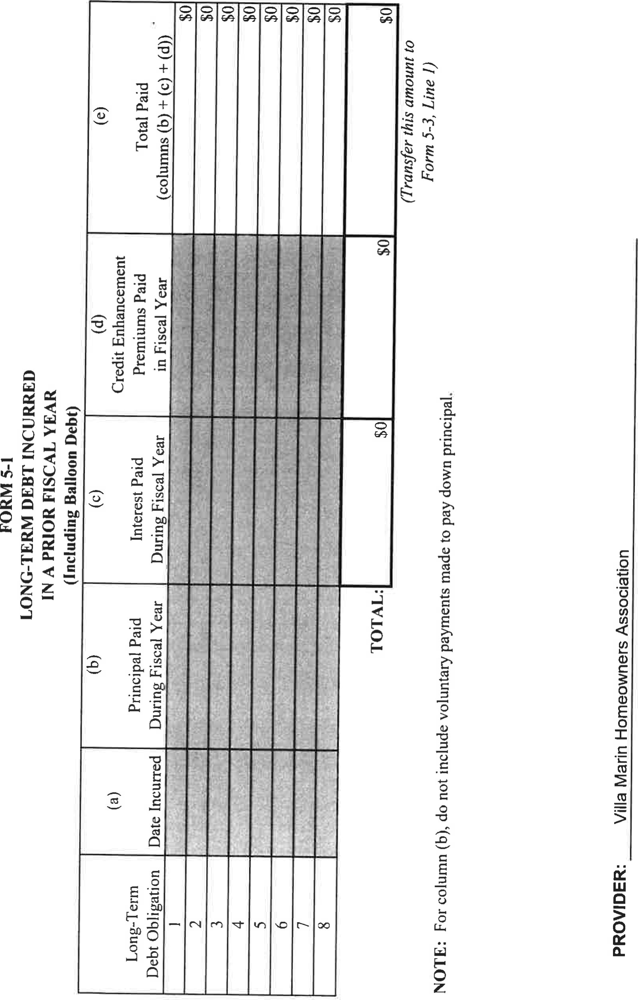 FORM 5-1
LONG-TERM DEBT INCURRED
IN A PRIOR FISCAL YEAR
(Including Balloon Debt)
(a) (b) (c) (d) (e)
Long-Term Debt Obligation
Date Incurred
Principal Paid During Fiscal Year
Interest Paid During Fiscal Year
Credit Enhancement Premiums Paid in Fiscal Year
Total Paid (columns (b) + (c) + (d))
1 $0
2 $0
3 $0
4 $0
5 $0
6 $0
7 $0
8 $0
TOTAL: $0 $0 $0
(Transfer this amount to
Form 5-3, Line 1)
NOTE: For column (b), do not include voluntary payments made to pay down principal.
PROVIDER: Villa Marin Homeowners Association